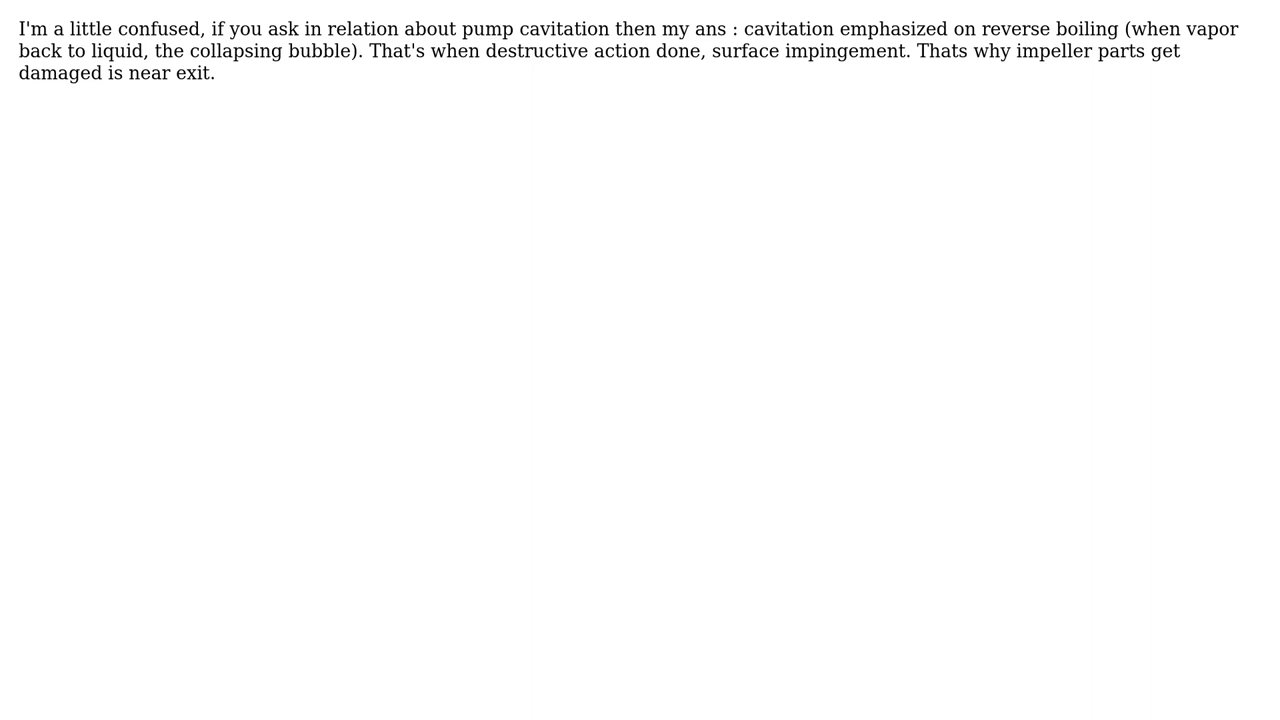 I'm a little confused, if you ask in relation about pump cavitation then my ans : cavitation emphasized on reverse boiling (when vapor
back to liquid, the collapsing bubble). That's when destructive action done, surface impingement. Thats why impeller parts get
damaged is near exit.